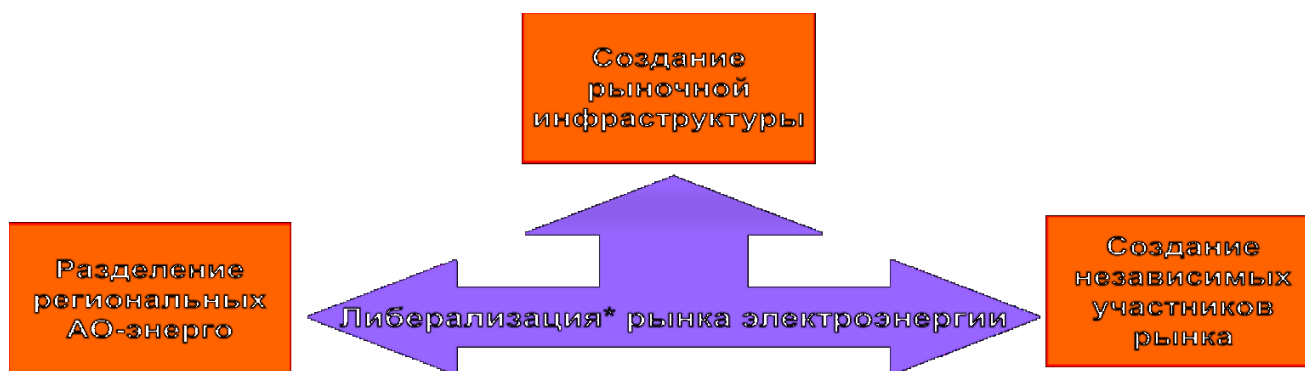 Создание
рыночной
инфраструктуры
Разделение
региональных
АО-энерго
Либерализация* рынка электроэнергии
Создание
независимых
участников
рынка